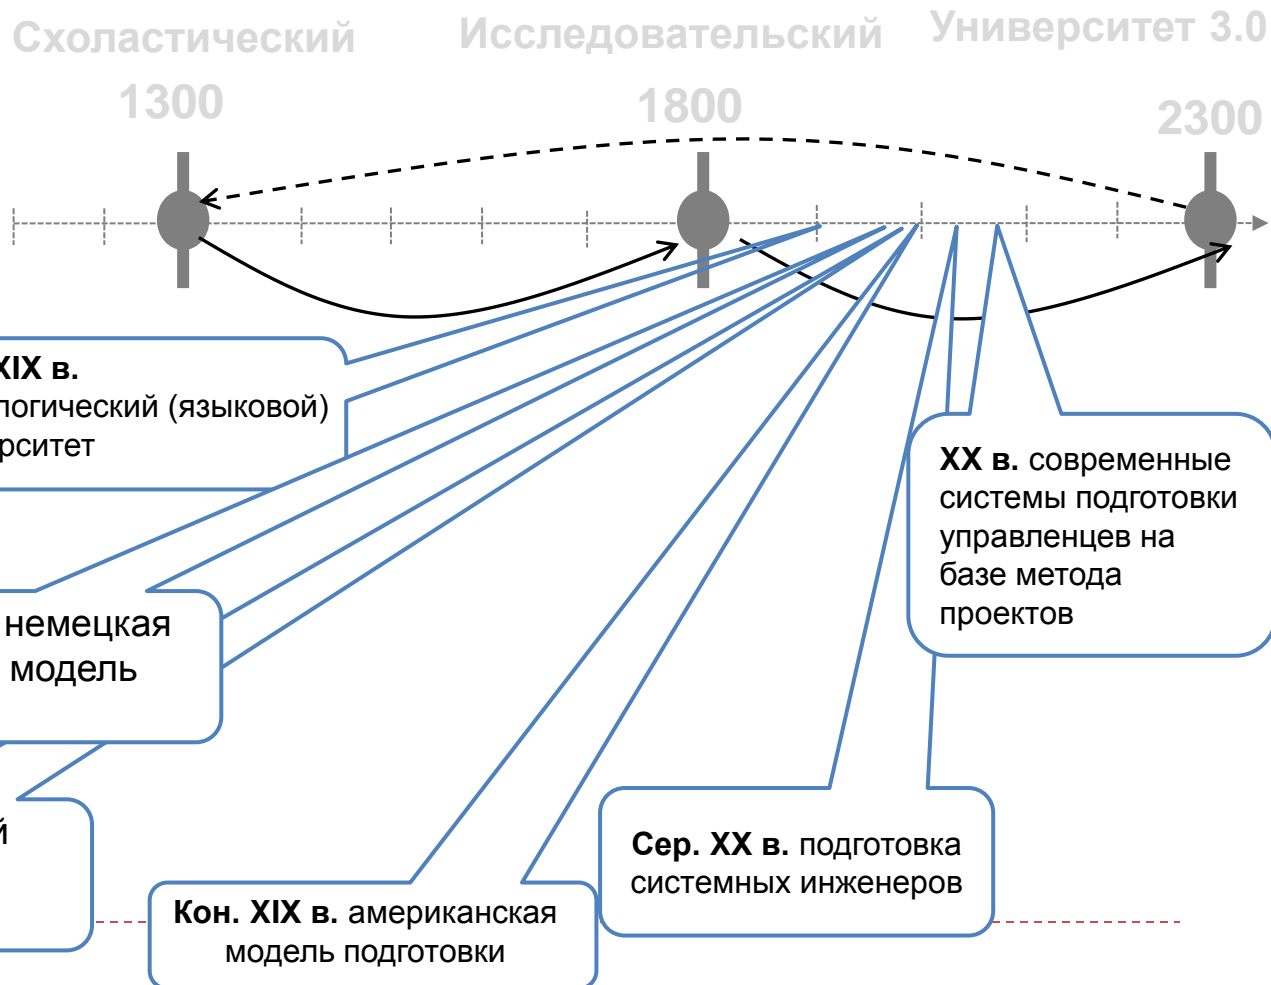 Схоластический
Исследовательский
Университет 3.0
1300
1800
2300
XIX в.
логический (языковой)
рситет
немецкая
модель
й
Кон. XIX в. американская
модель подготовки
Сер. XX в. подготовка
системных инженеров
XX в. современные
системы подготовки
управленцев на
базе метода
проектов